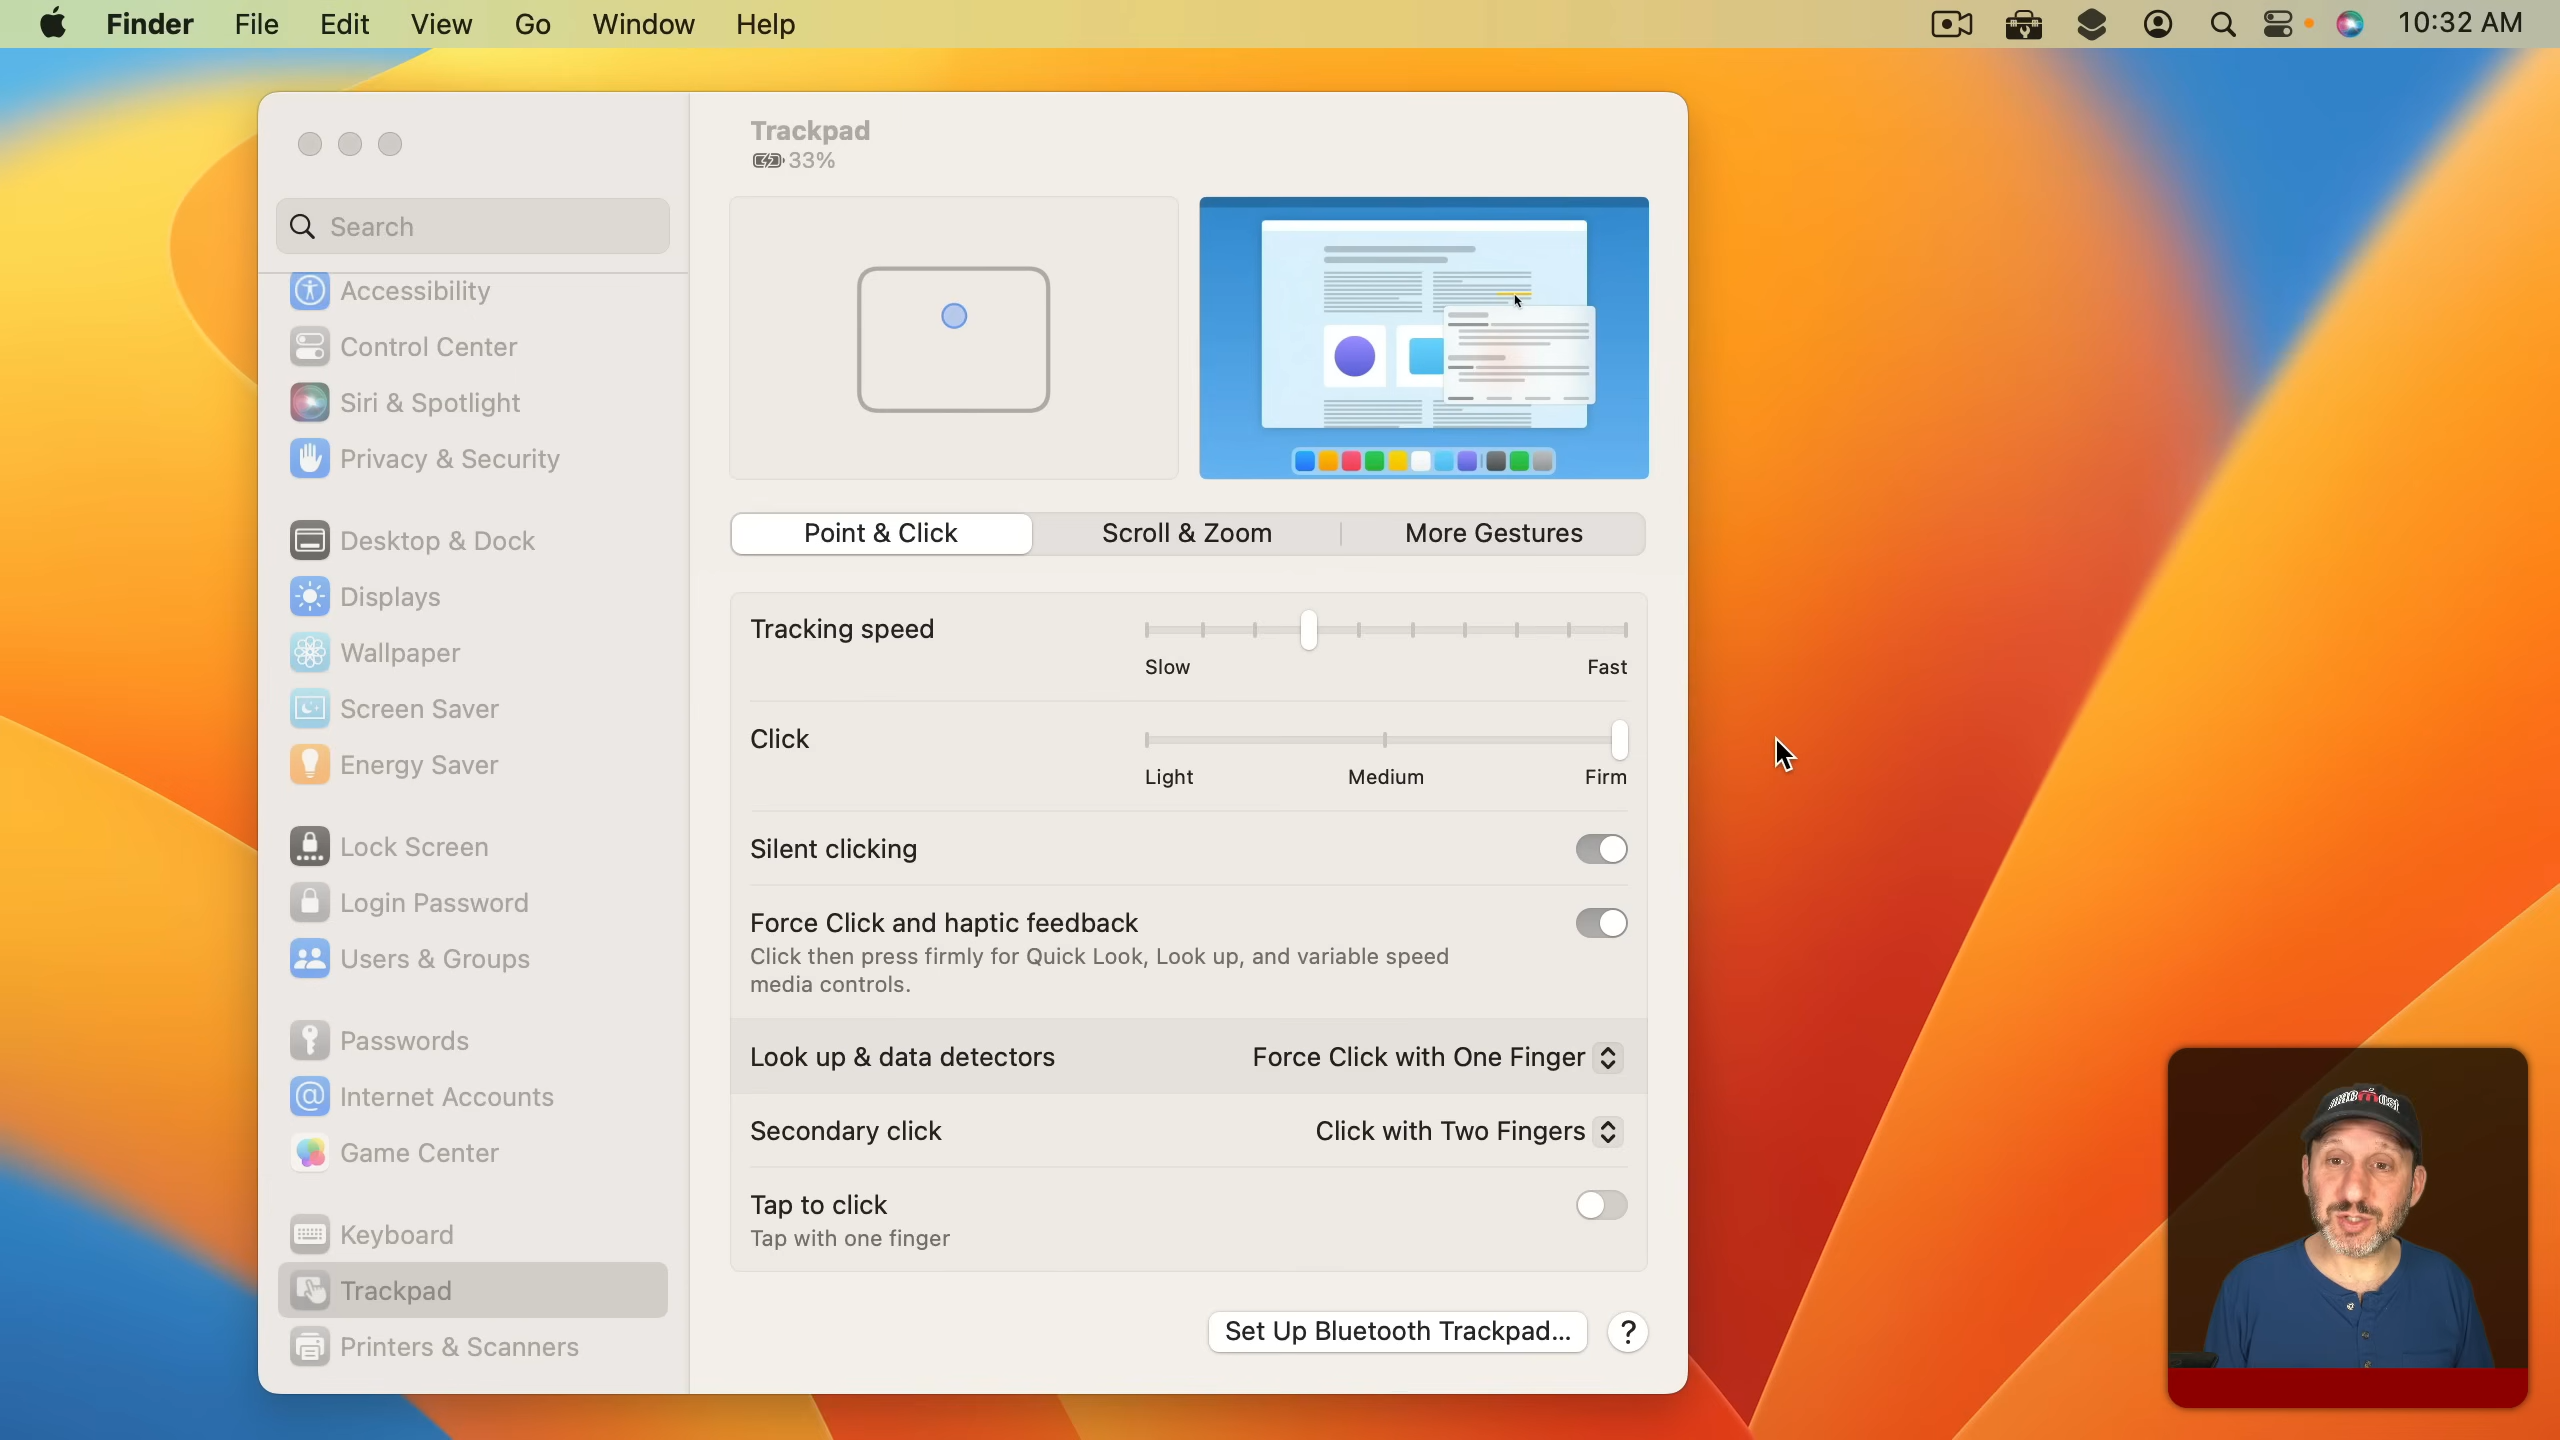 Finder File Edit View Go Window Help 10:32 AM
Trackpad
33%
Search
Accessibility
Control Center
Siri & Spotlight
Privacy & Security
Desktop & Dock
Displays
Wallpaper
Screen Saver
Energy Saver
Lock Screen
Login Password
Users & Groups
Passwords
Internet Accounts
Game Center
Keyboard
Trackpad
Printers & Scanners
Point & Click Scroll & Zoom More Gestures
Tracking speed
Slow Fast
Click
Light Medium Firm
Silent clicking
Force Click and haptic feedback
Click then press firmly for Quick Look, Look up, and variable speed
media controls.
Look up & data detectors Force Click with One Finger
Secondary click Click with Two Fingers
Tap to click
Tap with one finger
Set Up Bluetooth Trackpad... ?